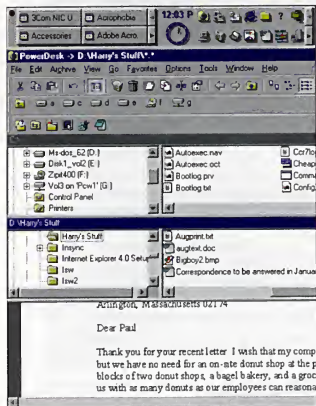 3Com NIC U
Acrophobia
12:03 P
Accessories
Adobe Acro
PowerDesk -> D:\Harry's Stuff\*.*
File Edit Archive View Go Favorites Options Tools Window Help
a c d e f g
Ms-dos_62 (D:)
Disk1_vol2 (E:)
Zip400 (F:)
Vol3 on 'Pow1' (G:)
Control Panel
Printers
Autoexec.nav
Autoexec.oct
Bootlog.prv
Bootlog.txt
Cheap
Comm
Config.
D:\Harry's Stuff
Harry's Stuff
Insync
Internet Explorer 4.0 Setup
Isw
Isw2
Augprint.txt
augtext.doc
Bigboy2.bmp
Correspondence to be answered in Januar
Arlington, Massachusetts 02174
Dear Paul
Thank you for your recent letter I wish that my comp
but we have no need for an on-site donut shop at the p
blocks of two donut shops, a bagel bakery, and a groc
us with as many donuts as our employees can reasona